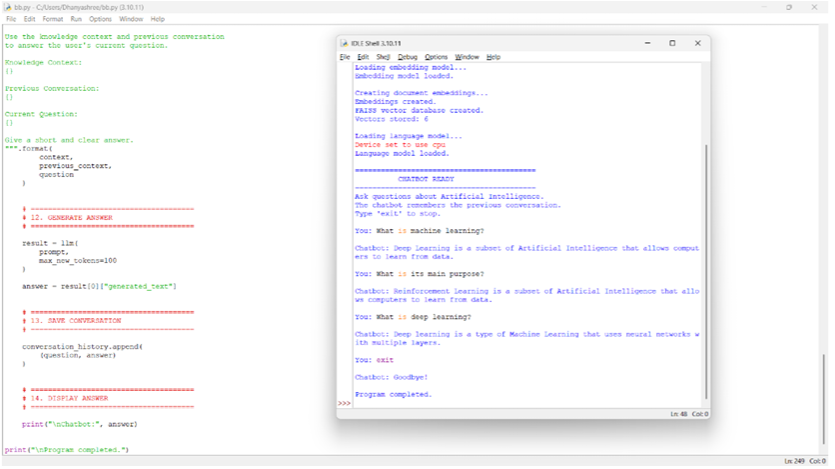 bb.py - C:/Users/Dhanyashree/bb.py (3.10.11)
File Edit Format Run Options Window Help
Use the knowledge context and previous conversation
to answer the user's current question.
Knowledge Context:
{}
Previous Conversation:
{}
Current Question:
{}
Give a short and clear answer.
""".format(
context,
previous_context,
question
)
# ========================================
# 12. GENERATE ANSWER
# ========================================
result = llm(
prompt,
max_new_tokens=100
)
answer = result[0]["generated_text"]
# ========================================
# 13. SAVE CONVERSATION
# ========================================
conversation_history.append(
(question, answer)
)
# ========================================
# 14. DISPLAY ANSWER
# ========================================
print("\nChatbot:", answer)
print("\nProgram completed.")
Ln: 249 Col: 0
IDLE Shell 3.10.11
File Edit Shell Debug Options Window Help
Loading embedding model...
Embedding model loaded.
Creating document embeddings...
Embeddings created.
FAISS vector database created.
Vectors stored: 6
Loading language model...
Device set to use cpu
Language model loaded.
==========================================
CHATBOT READY
==========================================
Ask questions about Artificial Intelligence.
The chatbot remembers the previous conversation.
Type 'exit' to stop.
You: What is machine learning?
Chatbot: Deep Learning is a subset of Artificial Intelligence that allows comput
ers to learn from data.
You: What is its main purpose?
Chatbot: Reinforcement Learning is a subset of Artificial Intelligence that allo
ws computers to learn from data.
You: What is deep learning?
Chatbot: Deep Learning is a type of Machine Learning that uses neural networks w
ith multiple layers.
You: exit
Chatbot: Goodbye!
Program completed.
>>>
Ln: 48 Col: 0